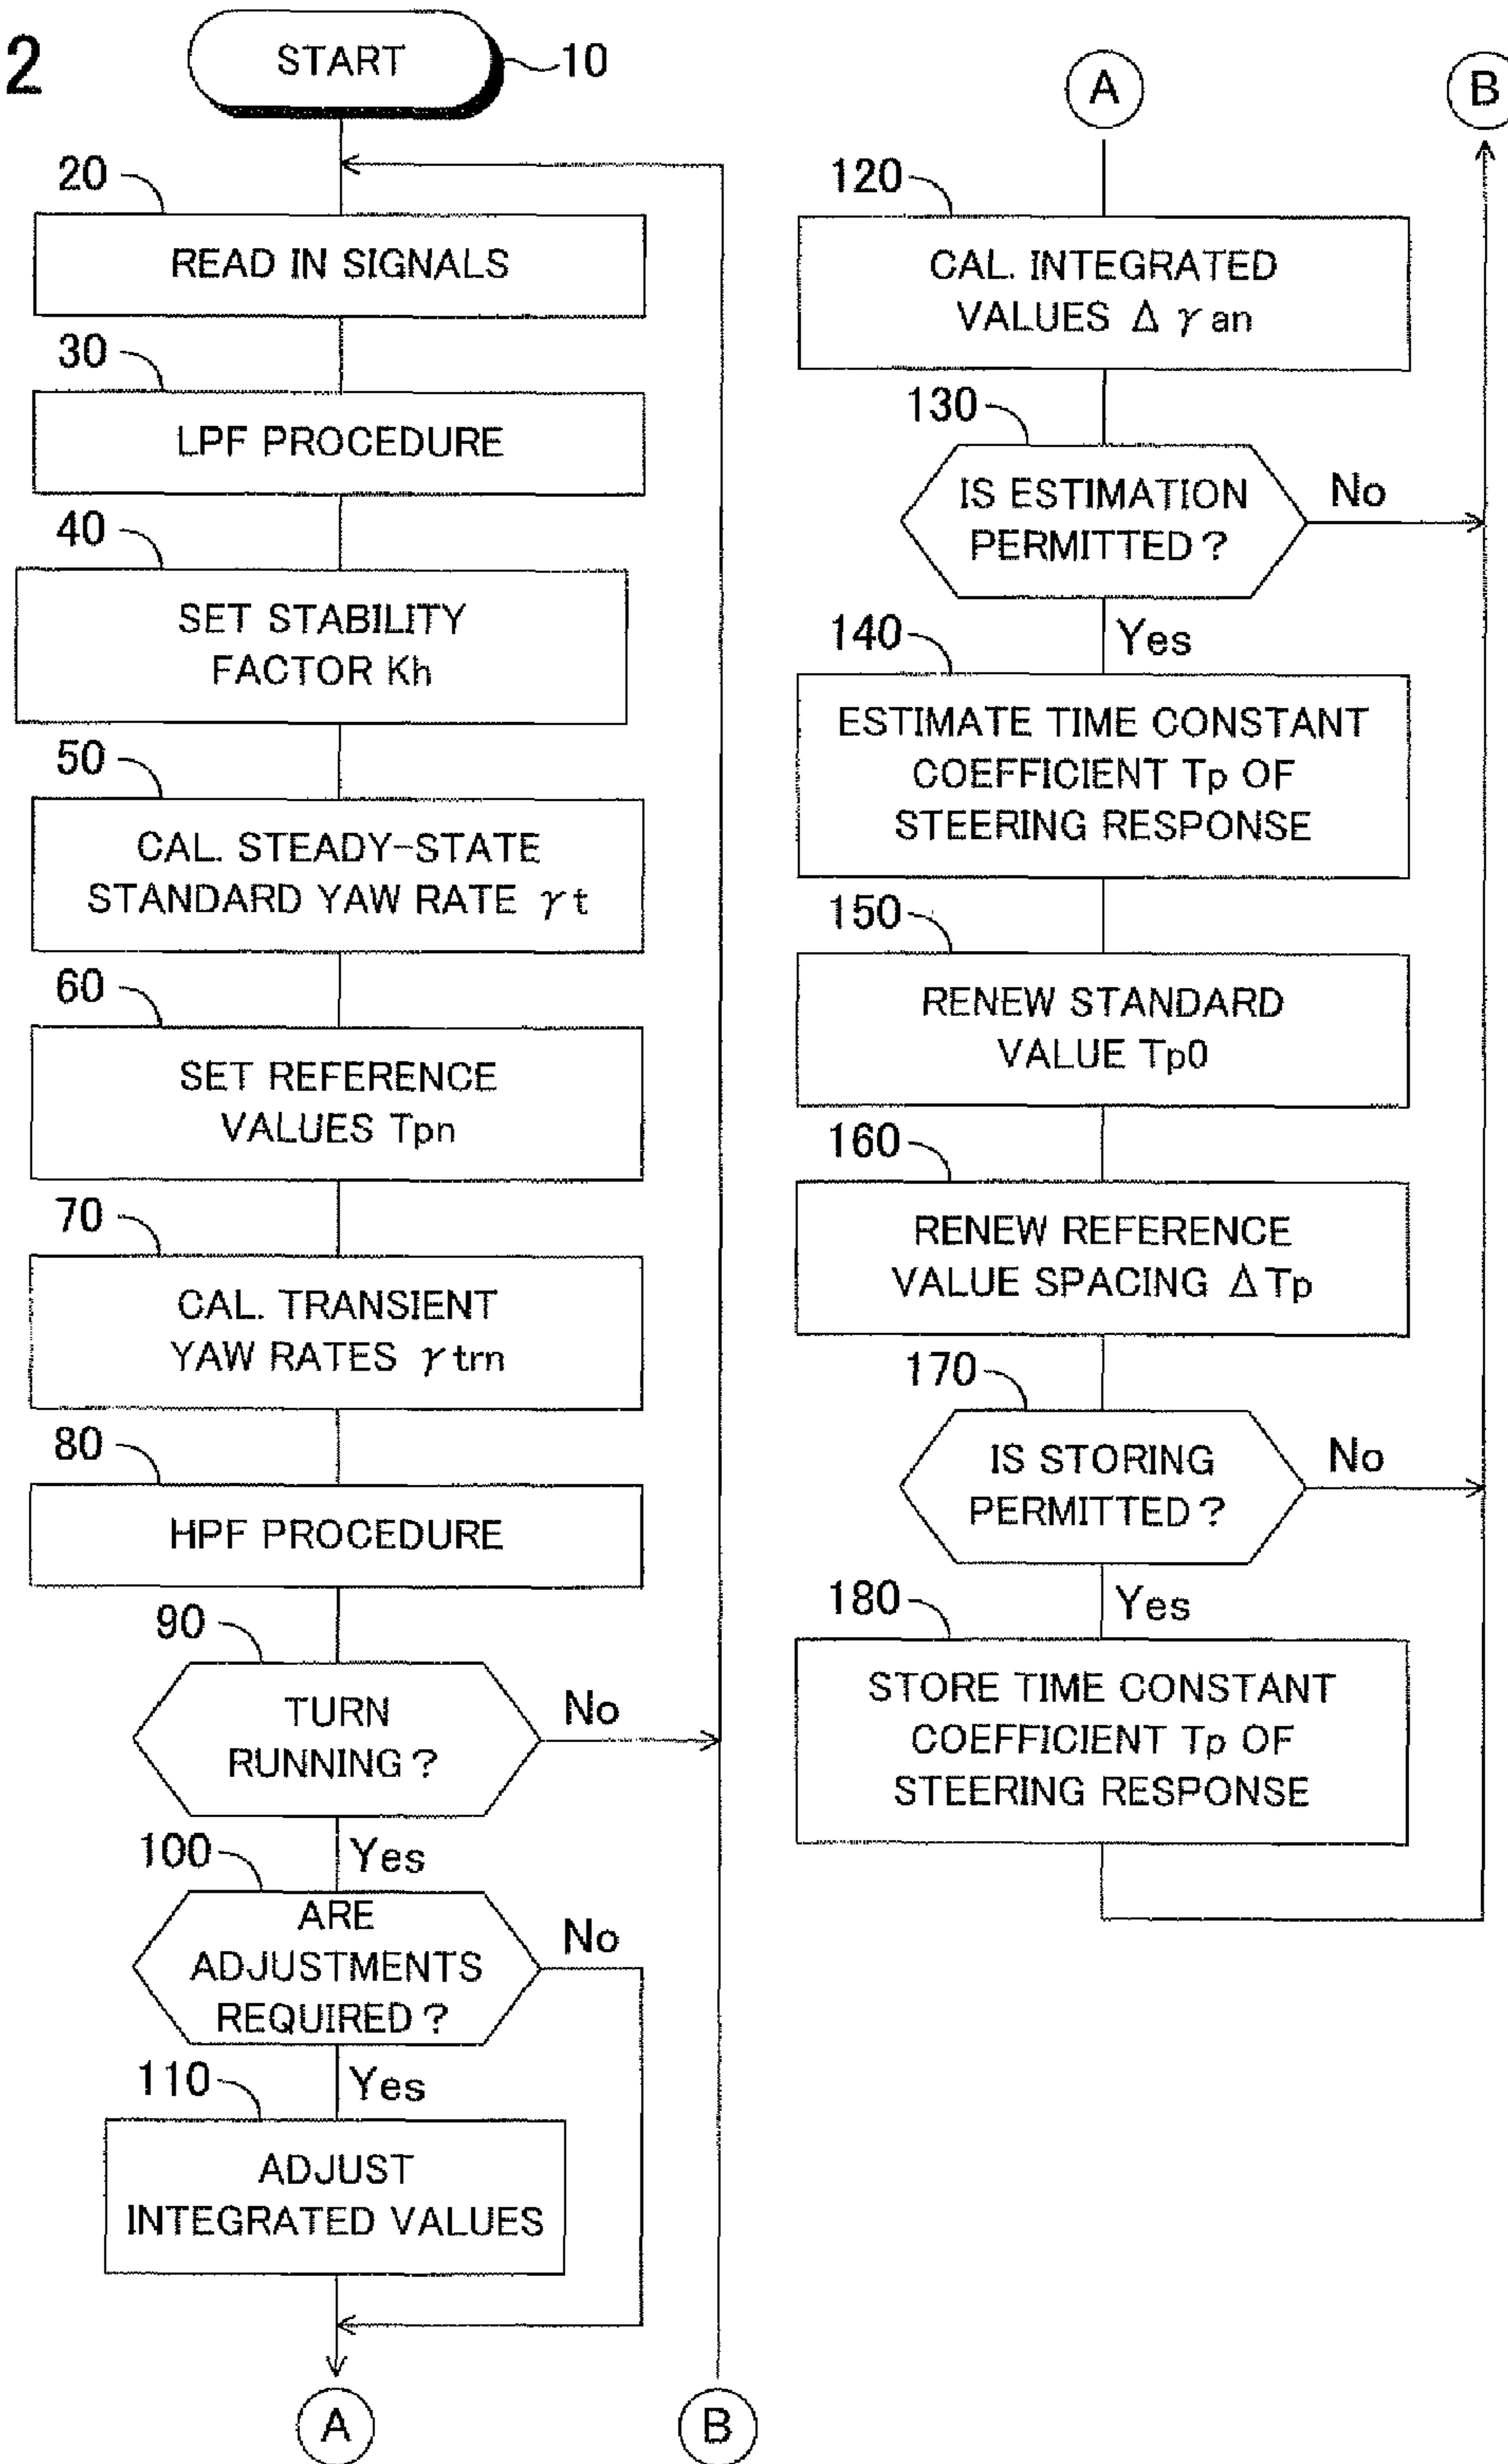 2
START
10
20
READ IN SIGNALS
30
LPF PROCEDURE
40
SET STABILITY
FACTOR Kh
50
CAL. STEADY-STATE
STANDARD YAW RATE γt
60
SET REFERENCE
VALUES Tpn
70
CAL. TRANSIENT
YAW RATES γtrn
80
HPF PROCEDURE
90
TURN
RUNNING?
No
Yes
100
ARE
ADJUSTMENTS
REQUIRED?
No
Yes
110
ADJUST
INTEGRATED VALUES
A
B
A
B
120
CAL. INTEGRATED
VALUES Δγan
130
IS ESTIMATION
PERMITTED?
No
Yes
140
ESTIMATE TIME CONSTANT
COEFFICIENT Tp OF
STEERING RESPONSE
150
RENEW STANDARD
VALUE Tp0
160
RENEW REFERENCE
VALUE SPACING ΔTp
170
IS STORING
PERMITTED?
No
Yes
180
STORE TIME CONSTANT
COEFFICIENT Tp OF
STEERING RESPONSE